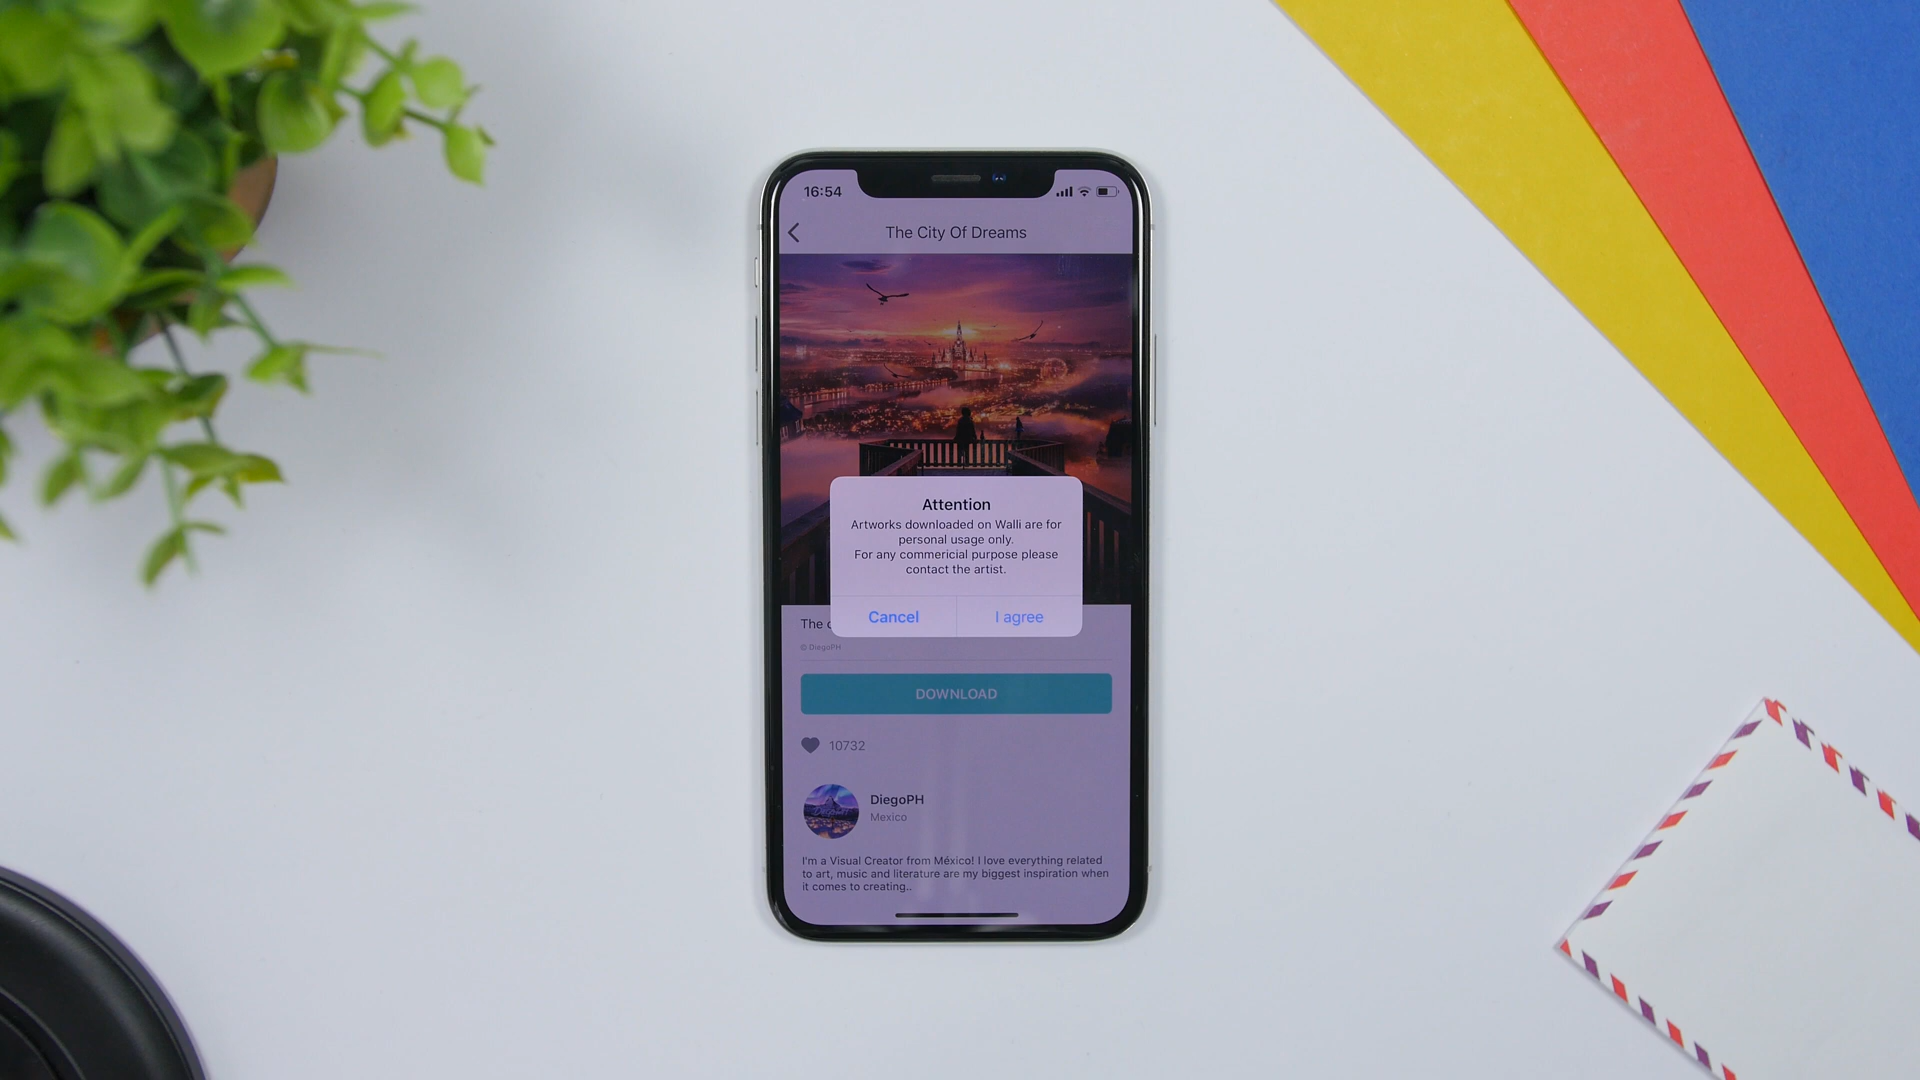 16:54
The City Of Dreams
Attention
Artworks downloaded on Walli are for
personal usage only.
For any commericial purpose please
contact the artist.
Cancel I agree
The
© DiegoPH
DOWNLOAD
10732
DiegoPH
Mexico
I'm a Visual Creator from México! I love everything related
to art, music and literature are my biggest inspiration when
it comes to creating..